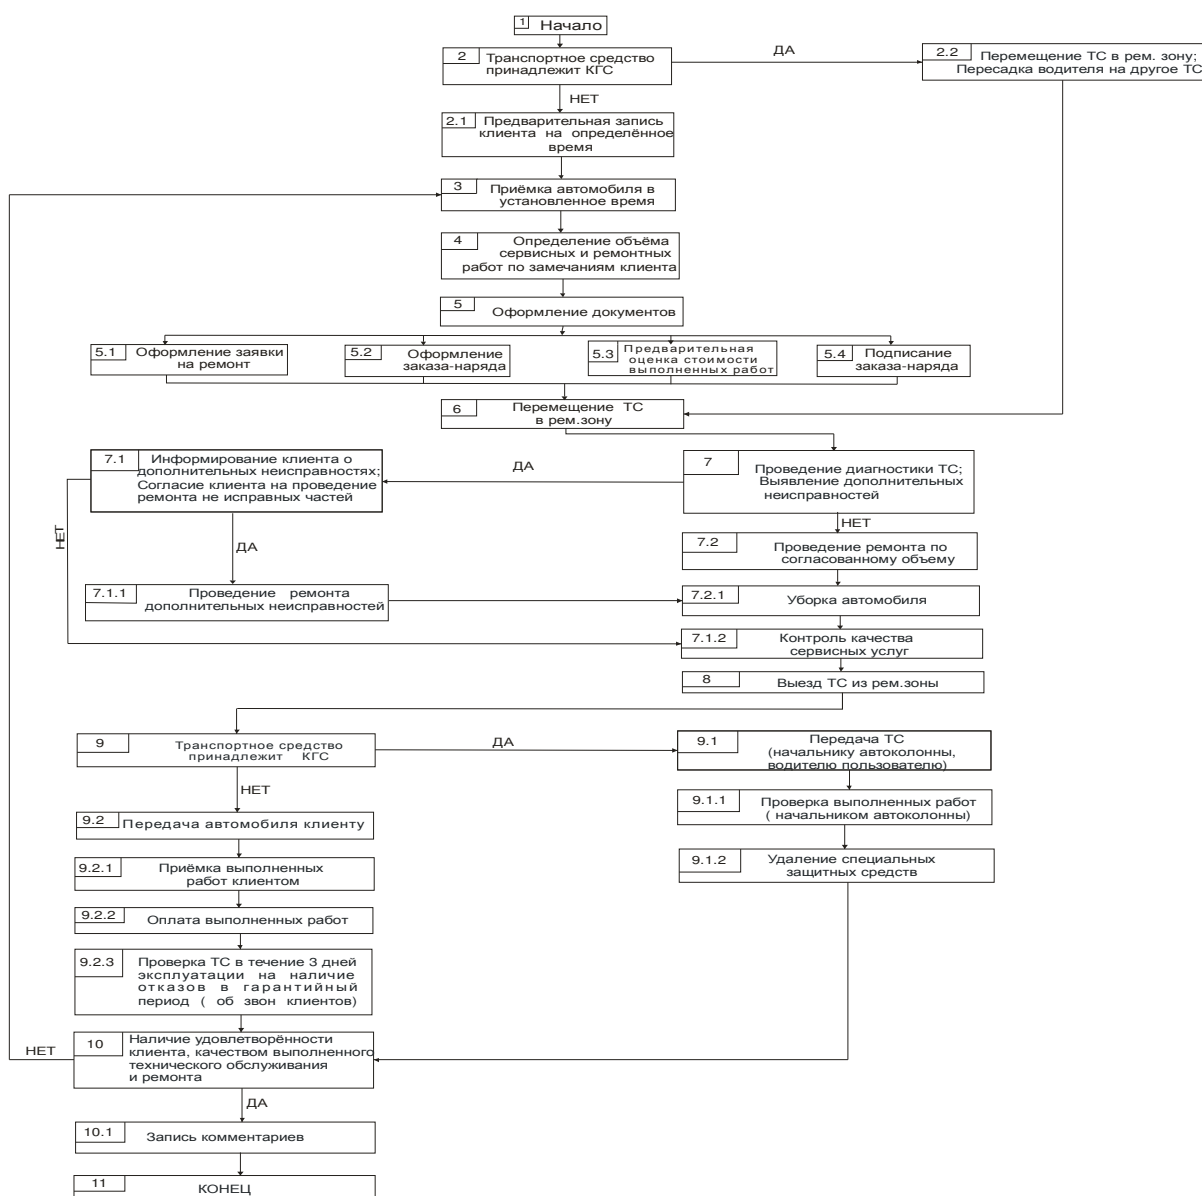 1 Начало
2 Транспортное средство
принадлежит КГС
ДА
2.2 Перемещение ТС в рем. зону;
Пересадка водителя на другое ТС
НЕТ
2.1 Предварительная запись
клиента на определённое
время
3 Приёмка автомобиля в
установленное время
4 Определение объёма
сервисных и ремонтных
работ по замечаниям клиента
5 Оформление документов
5.1 Оформление заявки
на ремонт
5.2 Оформление
заказа-наряда
5.3 Предварительная
оценка стоимости
выполненных работ
5.4 Подписание
заказа-наряда
6 Перемещение ТС
в рем.зону
7.1 Информирование клиента о
дополнительных неисправностях;
Согласие клиента на проведение
ремонта не исправных частей
ДА
7 Проведение диагностики ТС;
Выявление дополнительных
неисправностей
НЕТ
НЕТ
ДА
7.2 Проведение ремонта по
согласованному объему
7.1.1 Проведение ремонта
дополнительных неисправностей
7.2.1 Уборка автомобиля
7.1.2 Контроль качества
сервисных услуг
8 Выезд ТС из рем.зоны
9 Транспортное средство
принадлежит КГС
ДА
9.1 Передача ТС
(начальнику автоколонны,
водителю пользователю)
НЕТ
9.1.1 Проверка выполненных работ
( начальником автоколонны)
9.2 Передача автомобиля клиенту
9.1.2 Удаление специальных
защитных средств
9.2.1 Приёмка выполненных
работ клиентом
9.2.2 Оплата выполненных работ
9.2.3 Проверка ТС в течение 3 дней
эксплуатации на наличие
отказов в гарантийный
период ( об звон клиентов)
НЕТ
10 Наличие удовлетворённости
клиента, качеством выполненного
технического обслуживания
и ремонта
ДА
10.1 Запись комментариев
11 КОНЕЦ